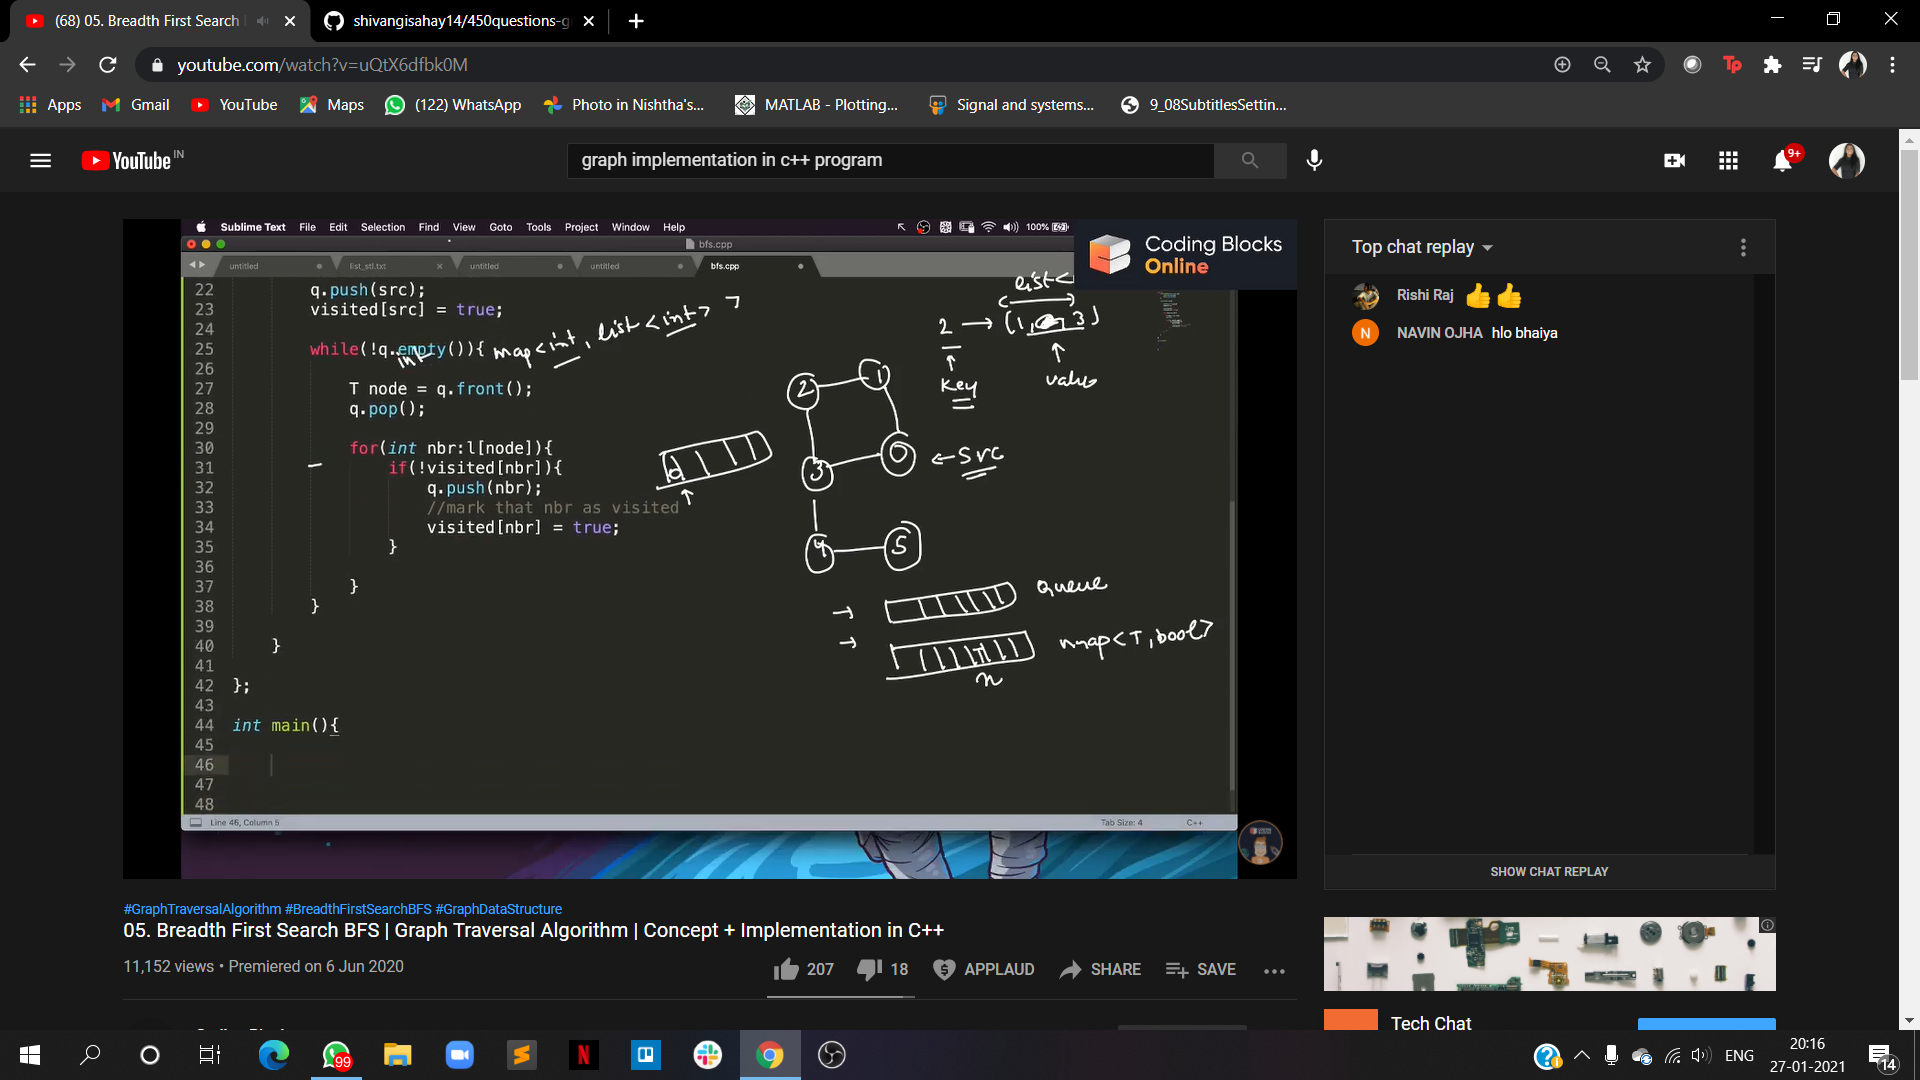 (68) 05. Breadth First Search
shivangisahay14/450questions-g
youtube.com/watch?v=uQtX6dfbk0M
Apps Gmail YouTube Maps (122) WhatsApp Photo in Nishtha's... MATLAB - Plotting... Signal and systems... 9_08SubtitlesSettin...
YouTube IN
graph implementation in c++ program
9+
Sublime Text File Edit Selection Find View Goto Tools Project Window Help
100%
bfs.cpp
untitled list_stl.txt untitled untitled bfs.cpp
Coding Blocks
Online
22 q.push(src);
23 visited[src] = true;
24
25 while(!q.empty()){
26
27 T node = q.front();
28 q.pop();
29
30 for(int nbr:l[node]){
31 if(!visited[nbr]){
32 q.push(nbr);
33 //mark that nbr as visited
34 visited[nbr] = true;
35 }
36
37 }
38 }
39
40 }
41
42 };
43
44 int main(){
45
46
47
48
int map<int, list<int> >
list<
2 → (1, 3)
Key value
2 1
3 0 ← Src
4 5
Queue
map<T, bool>
n
Line 46, Column 5
Tab Size: 4 C++
Top chat replay
Rishi Raj 👍👍
N NAVIN OJHA hlo bhaiya
SHOW CHAT REPLAY
#GraphTraversalAlgorithm #BreadthFirstSearchBFS #GraphDataStructure
05. Breadth First Search BFS | Graph Traversal Algorithm | Concept + Implementation in C++
11,152 views • Premiered on 6 Jun 2020
207 18 APPLAUD SHARE SAVE
Tech Chat
99
ENG
20:16
27-01-2021
14